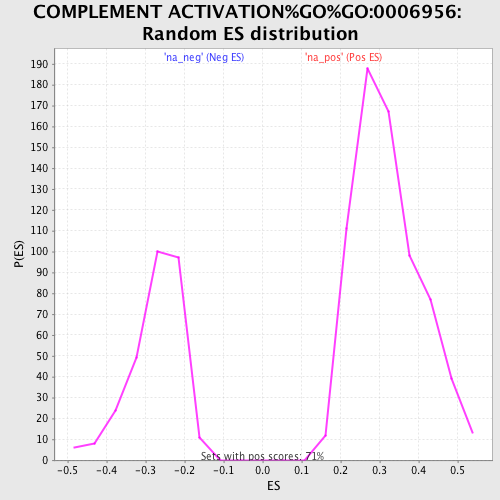 COMPLEMENT ACTIVATION%GO%GO:0006956:
Random ES distribution
'na_neg' (Neg ES) 'na_pos' (Pos ES)
190
180
170
160
150
140
130
120
110
100
90
80
70
60
50
40
30
20
10
0
P(ES)
Sets with pos scores: 71%
-0.5 -0.4 -0.3 -0.2 -0.1 0.0 0.1 0.2 0.3 0.4 0.5
ES